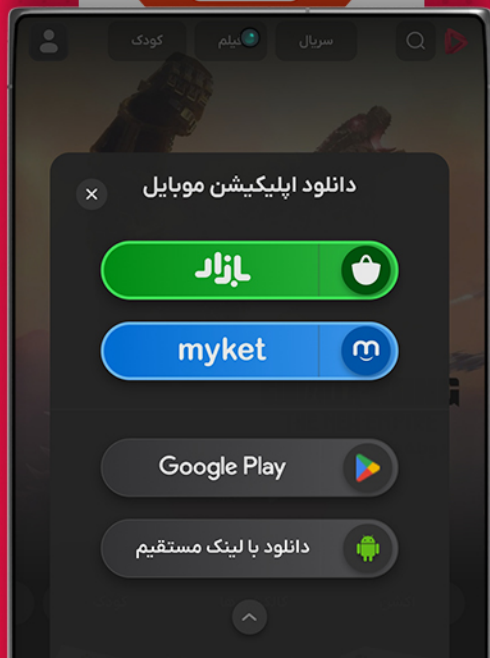 سریال
فیلم
کودک
دانلود اپلیکیشن موبایل
بازار
myket
Google Play
دانلود با لینک مستقیم